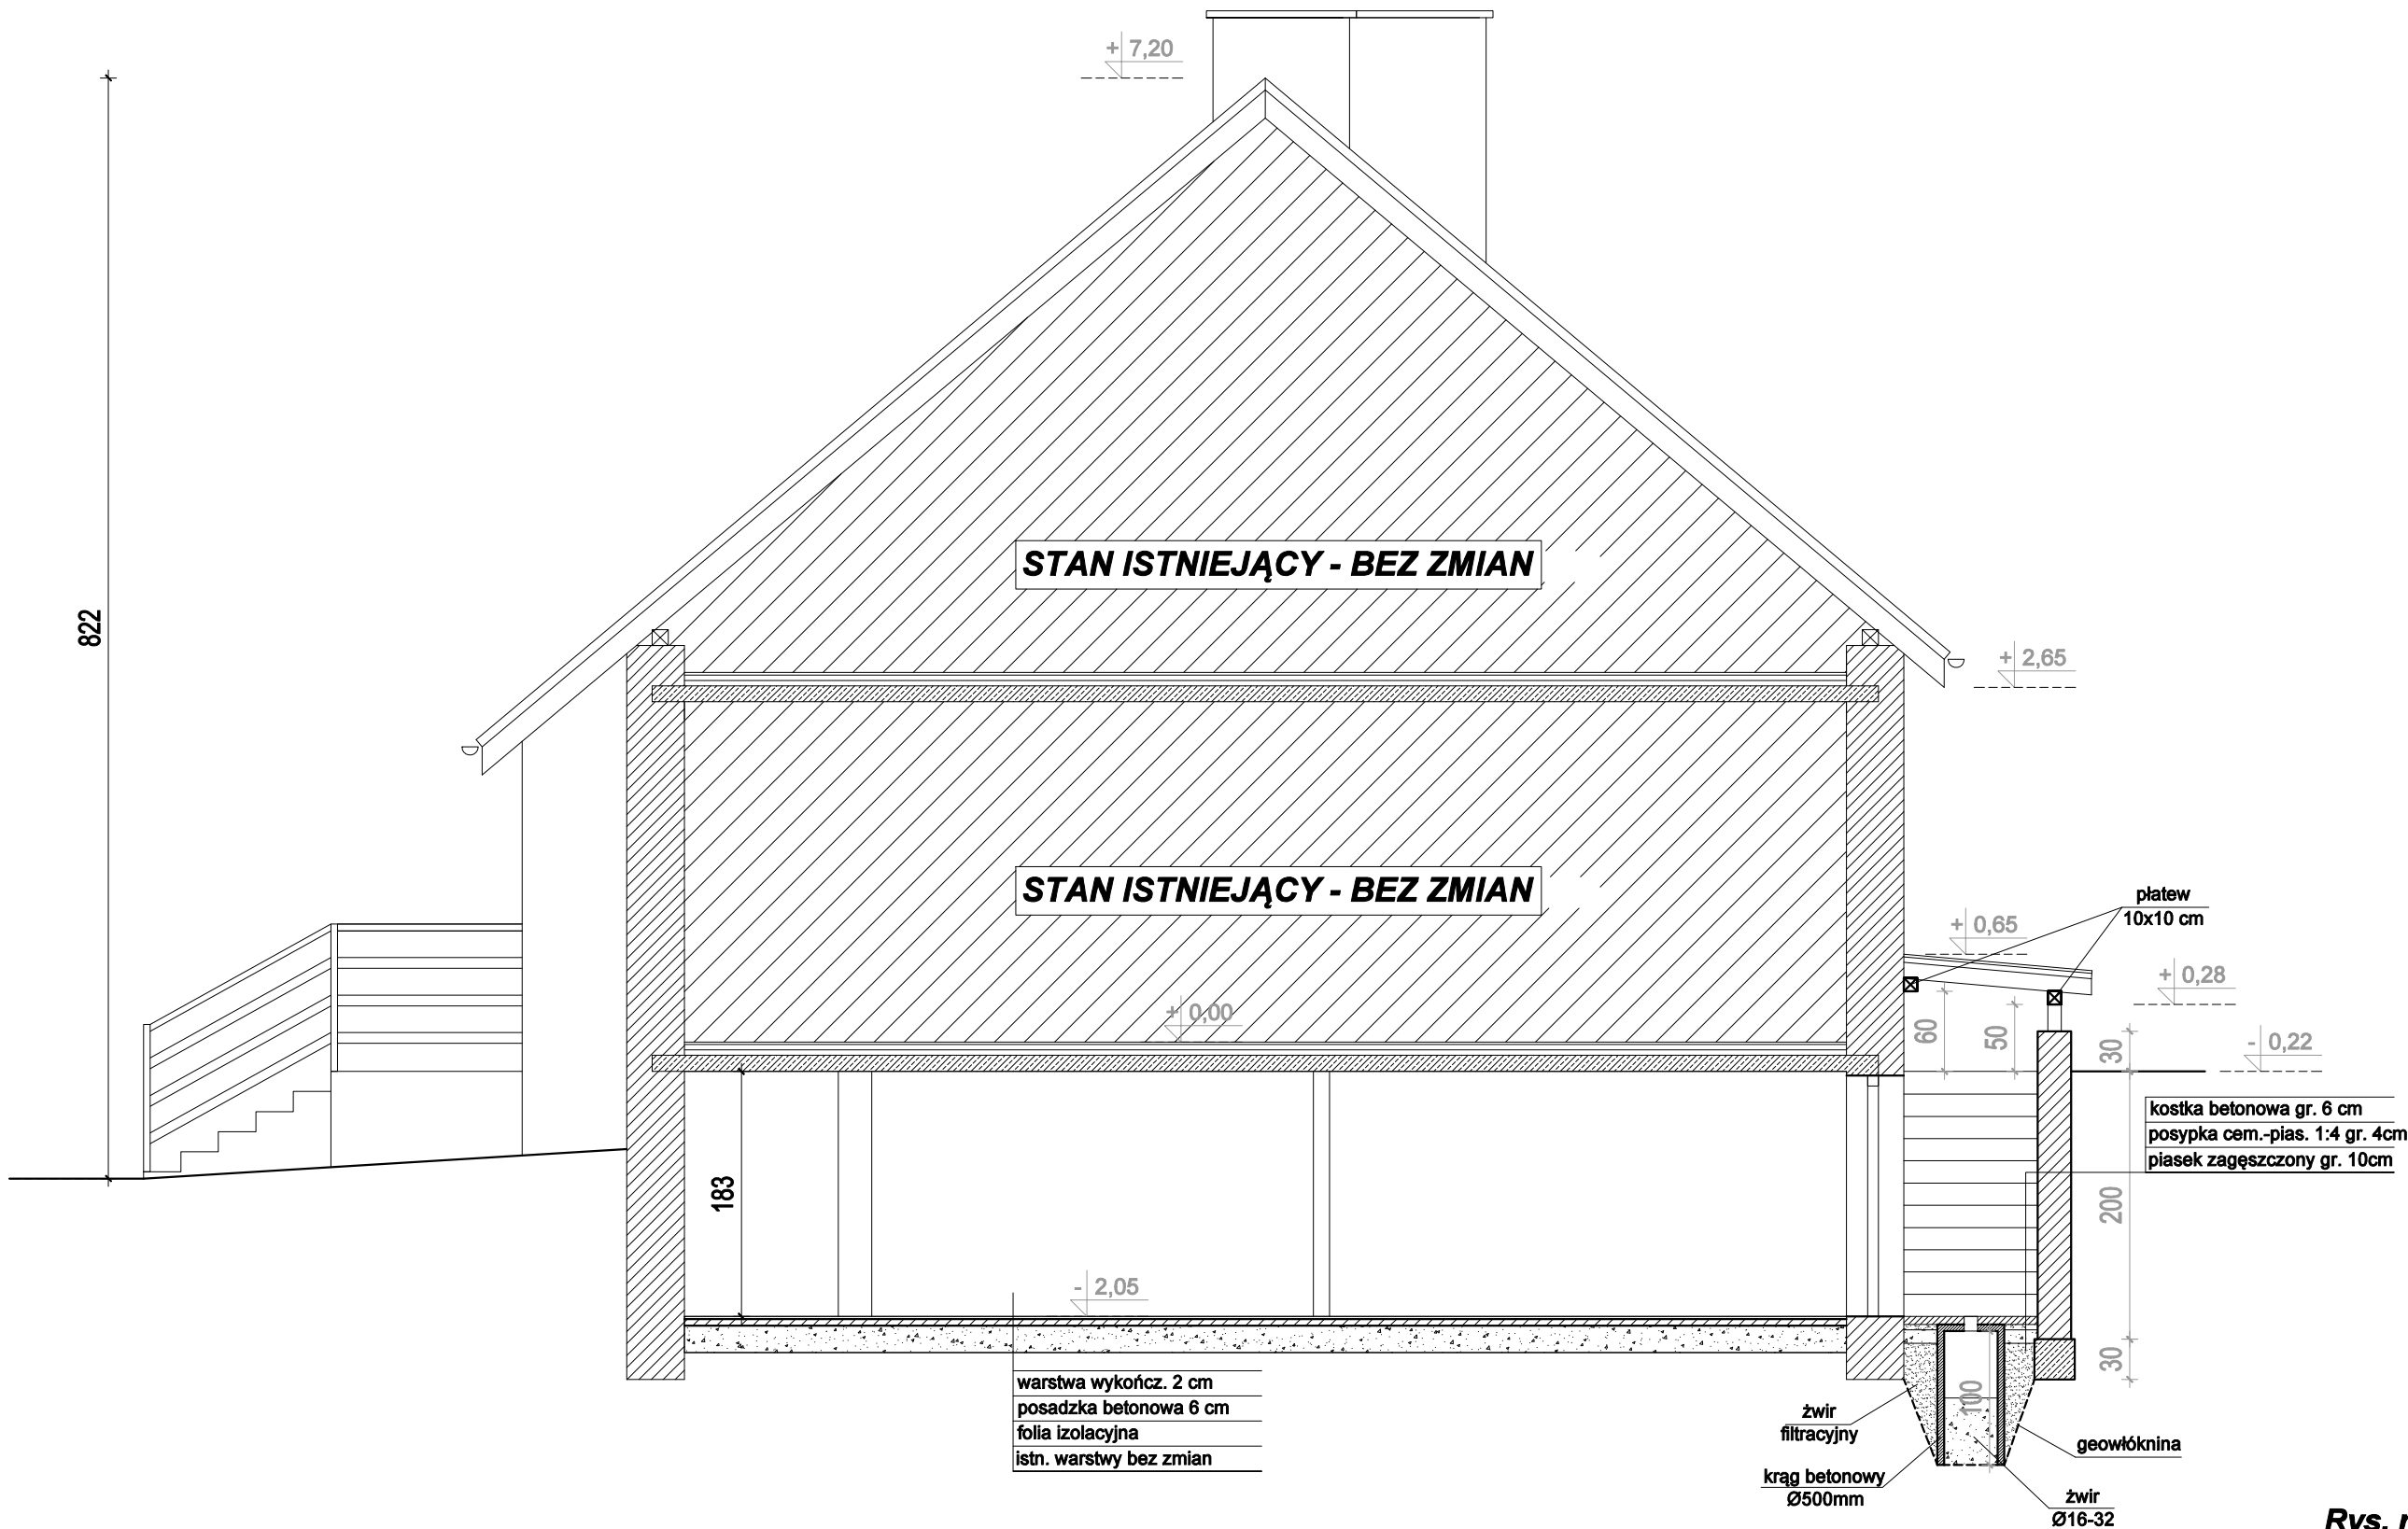 + 7,20
822
STAN ISTNIEJĄCY - BEZ ZMIAN
+ 2,65
STAN ISTNIEJĄCY - BEZ ZMIAN
płatew
10x10 cm
+ 0,65
+ 0,28
+ 0,00
60
50
30
- 0,22
kostka betonowa gr. 6 cm
posypka cem.-pias. 1:4 gr. 4cm
piasek zagęszczony gr. 10cm
183
200
- 2,05
30
warstwa wykończ. 2 cm
posadzka betonowa 6 cm
folia izolacyjna
istn. warstwy bez zmian
100
żwir
filtracyjny
geowłóknina
krąg betonowy
Ø500mm
żwir
Ø16-32
Rys.